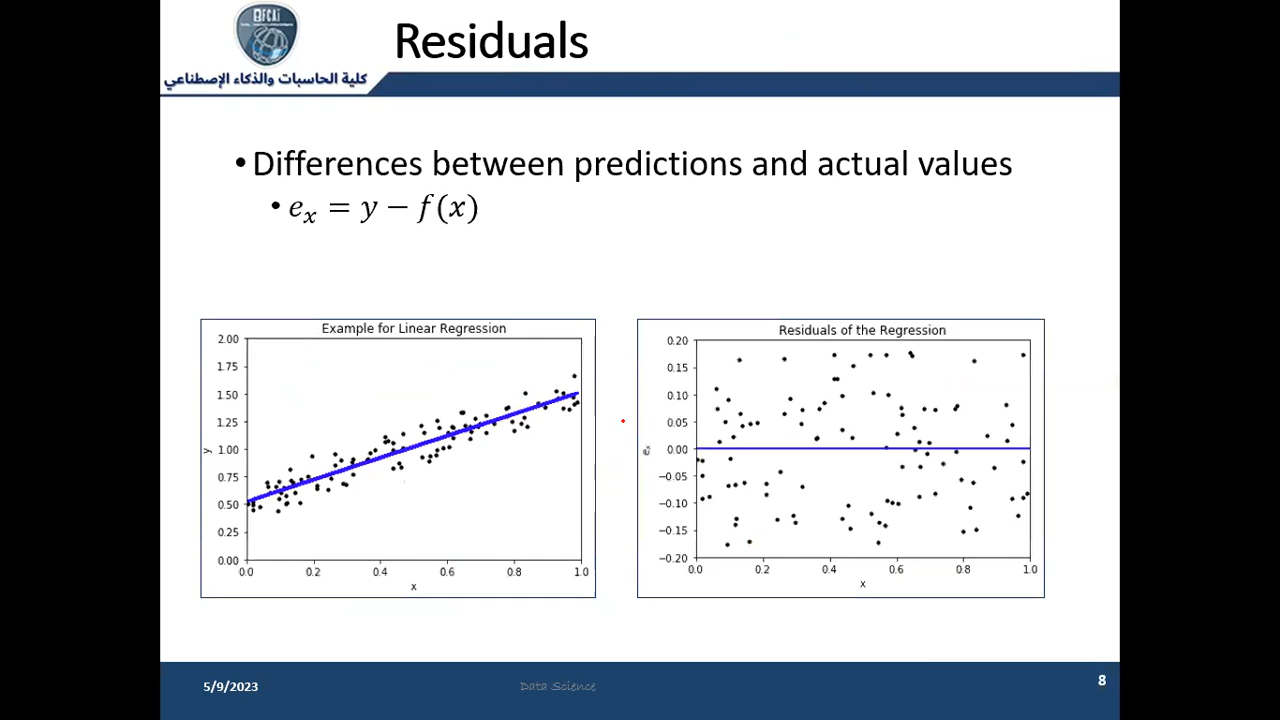 BFCAi
كلية الحاسبات والذكاء الإصطناعي
Residuals
• Differences between predictions and actual values
• eₓ = y − f(x)
Example for Linear Regression
2.00
1.75
1.50
1.25
1.00
0.75
0.50
0.25
0.00
y
0.0 0.2 0.4 0.6 0.8 1.0
x
Residuals of the Regression
0.20
0.15
0.10
0.05
0.00
−0.05
−0.10
−0.15
−0.20
eₓ
0.0 0.2 0.4 0.6 0.8 1.0
x
5/9/2023
Data Science
8